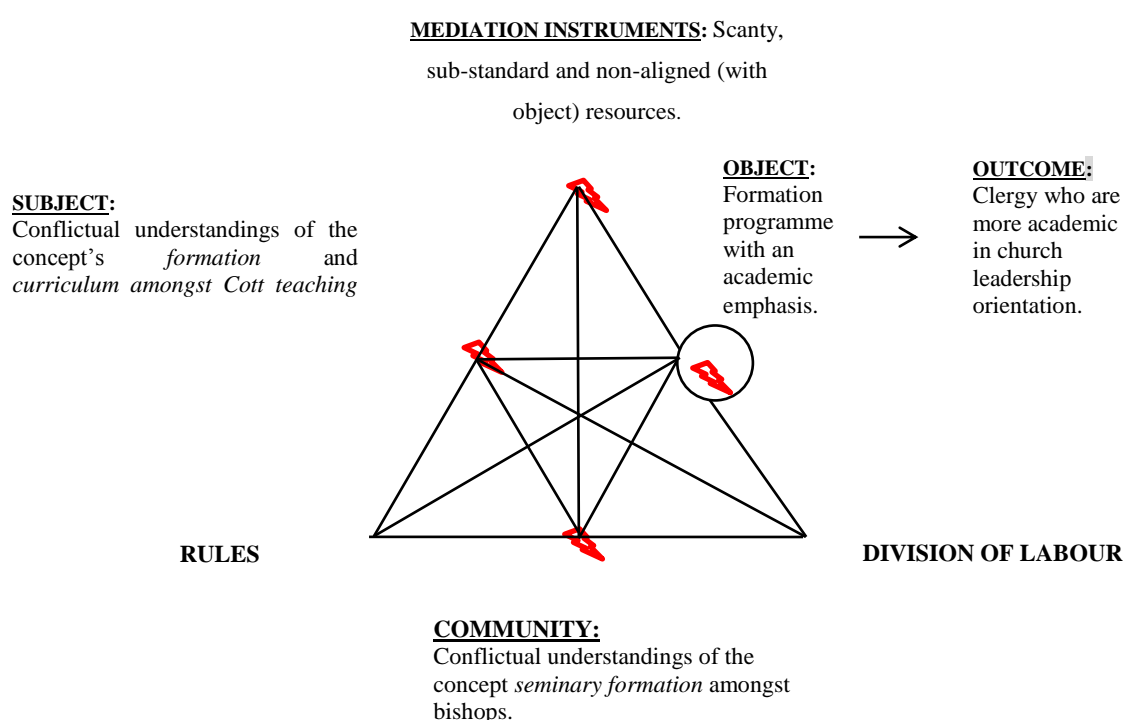 MEDIATION INSTRUMENTS: Scanty,
sub-standard and non-aligned (with
object) resources.
SUBJECT:
Conflictual understandings of the
concept's formation and
curriculum amongst Cott teaching
OBJECT:
Formation
programme
with an
academic
emphasis.
OUTCOME:
Clergy who are
more academic
in church
leadership
orientation.
RULES
DIVISION OF LABOUR
COMMUNITY:
Conflictual understandings of the
concept seminary formation amongst
bishops.